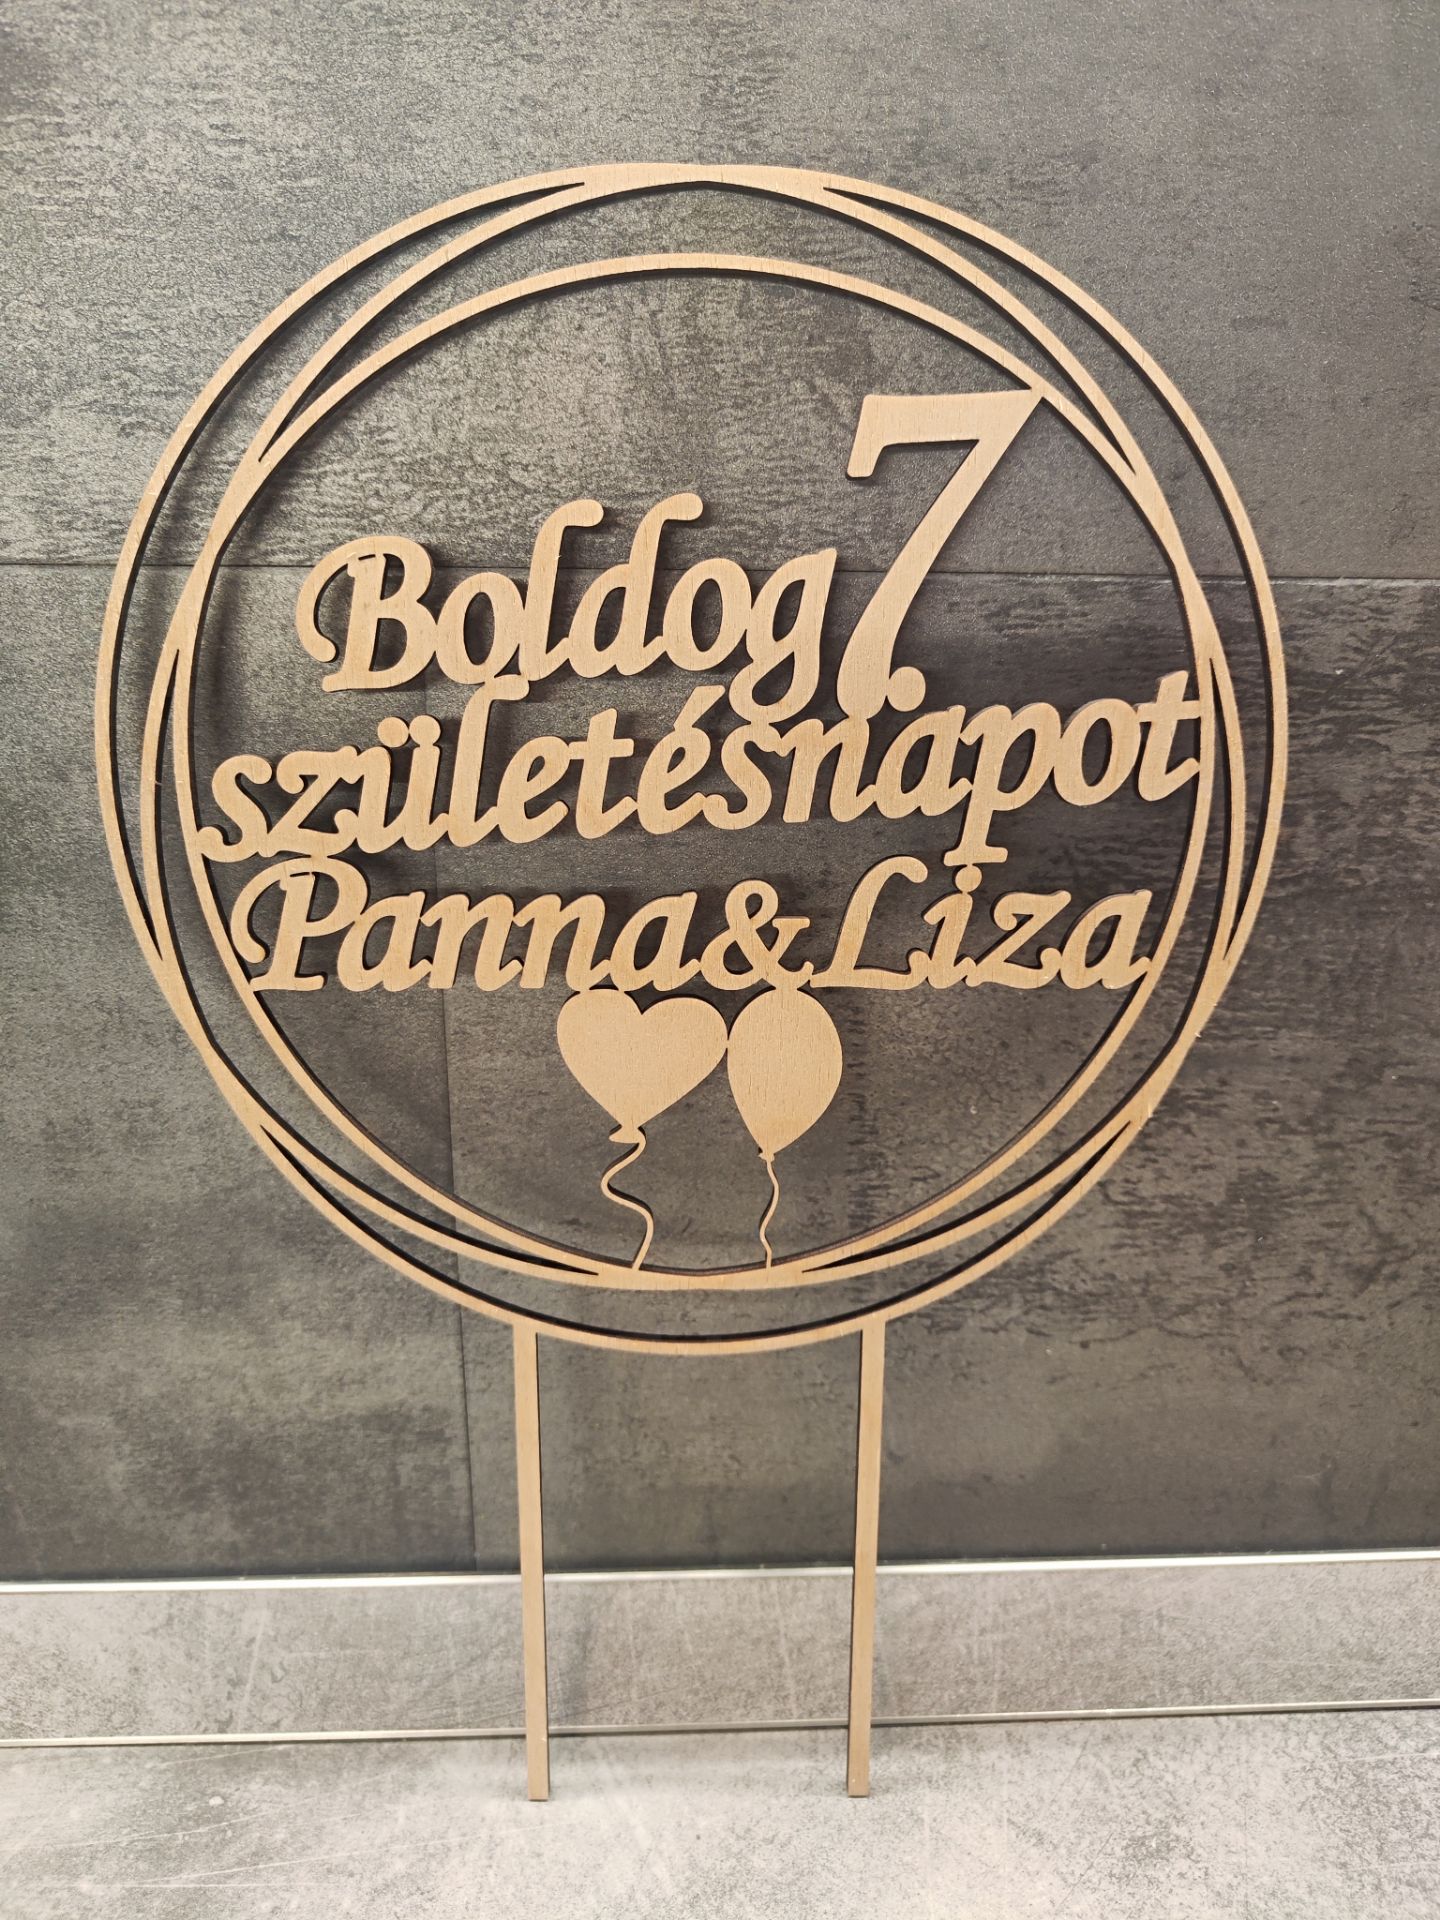 Boldog 7.
születésnapot
Panna & Liza